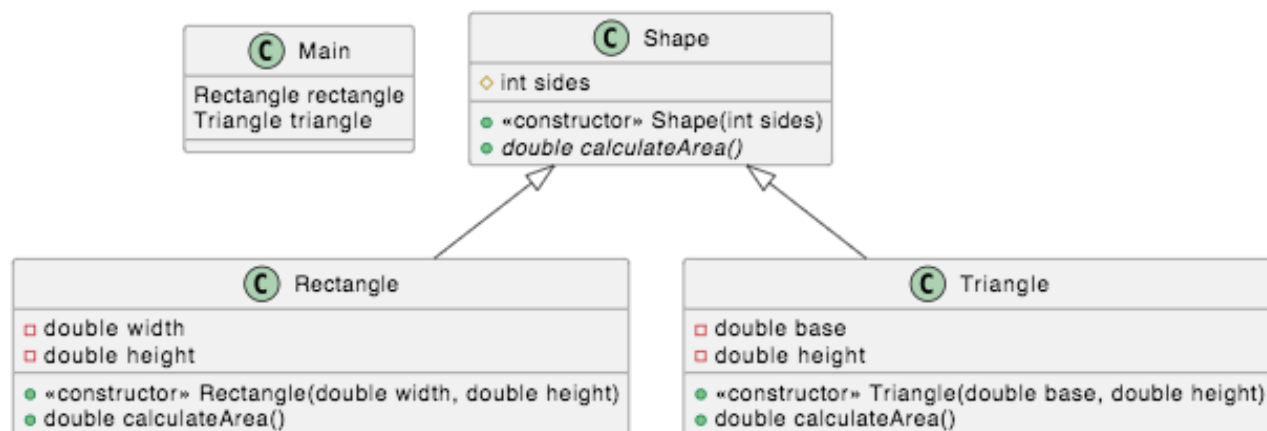 C Main
Rectangle rectangle
Triangle triangle
C Shape
int sides
«constructor» Shape(int sides)
double calculateArea()
C Rectangle
double width
double height
«constructor» Rectangle(double width, double height)
double calculateArea()
C Triangle
double base
double height
«constructor» Triangle(double base, double height)
double calculateArea()